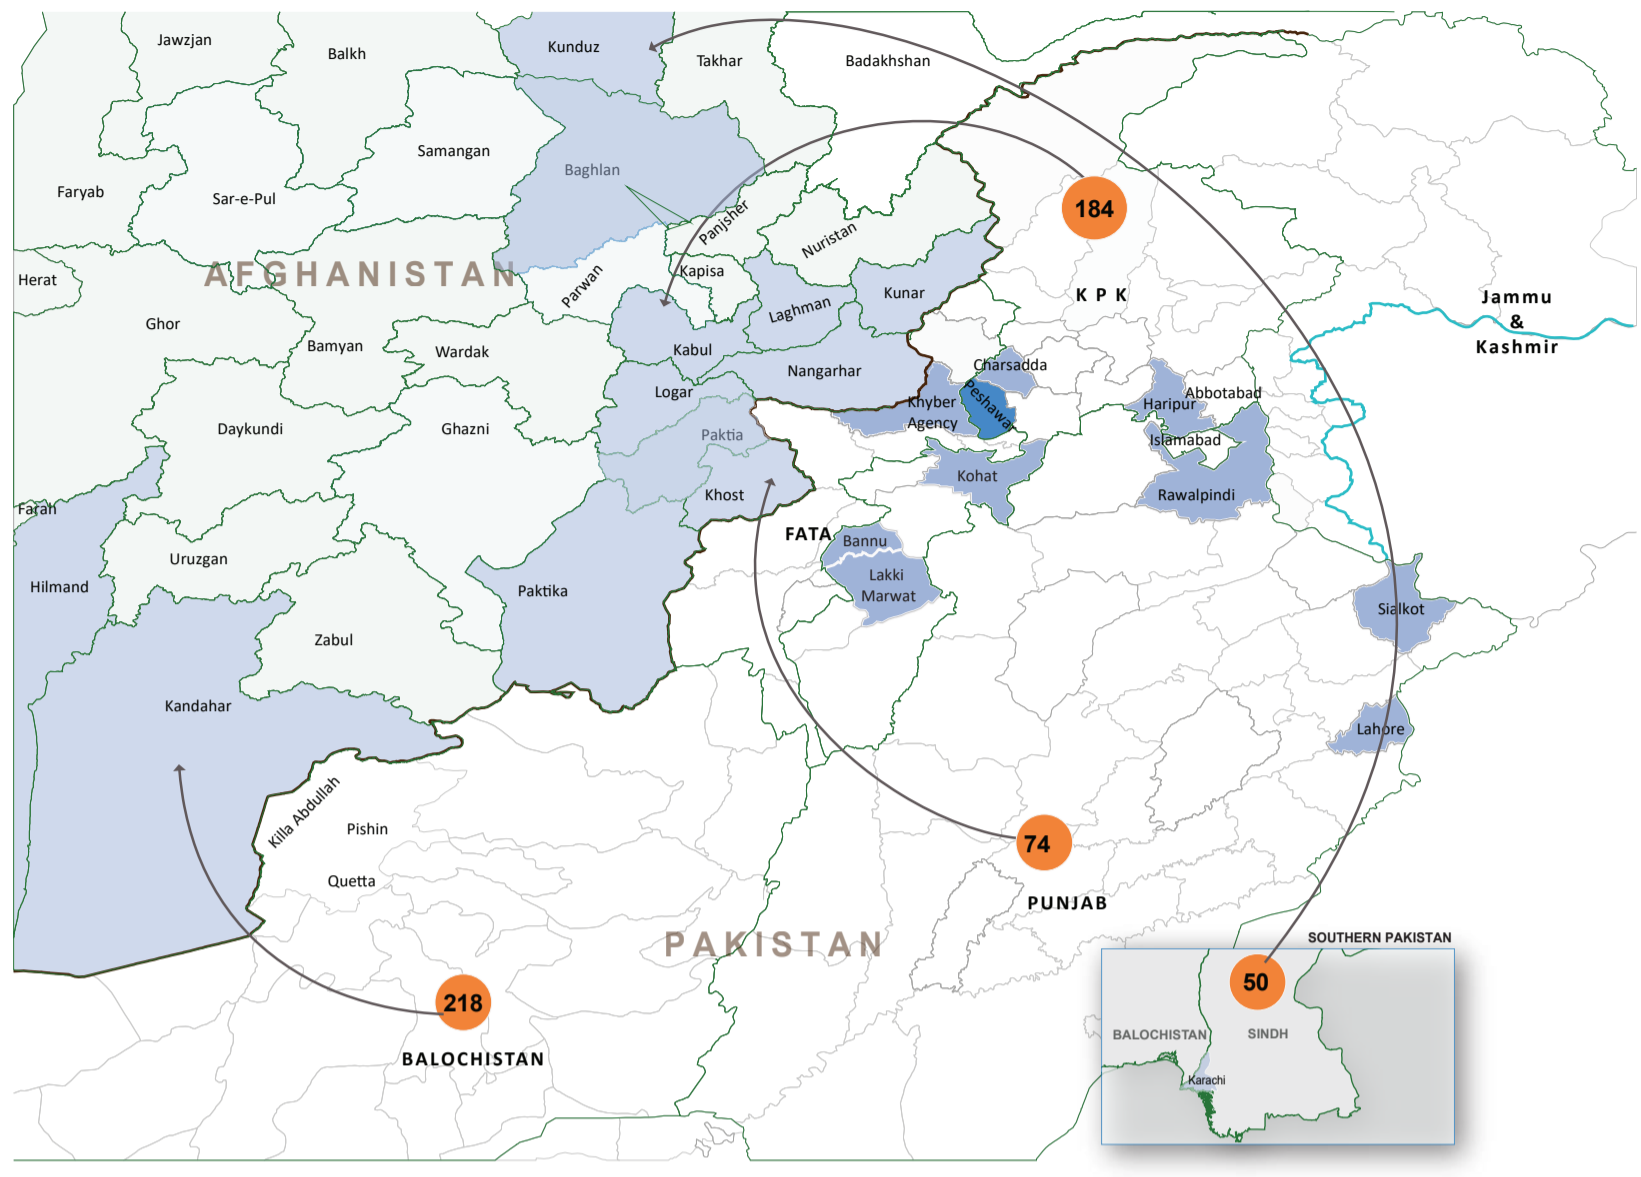 Jawzjan
Balkh
Kunduz
Takhar
Badakhshan
Samangan
Baghlan
Faryab
Sar-e-Pul
184
Panjsher
Nuristan
AFGHANISTAN
Herat
Parwan
Kapisa
Laghman
Kunar
K P K
Jammu
&
Kashmir
Ghor
Bamyan
Wardak
Kabul
Nangarhar
Charsadda
Logar
Khyber
Agency
Peshawa
Haripur
Abbotabad
Daykundi
Ghazni
Paktia
Islamabad
Kohat
Khost
Rawalpindi
Farah
FATA
Bannu
Uruzgan
Hilmand
Paktika
Lakki
Marwat
Sialkot
Zabul
Kandahar
Lahore
Killa Abdullah
Pishin
74
Quetta
PUNJAB
PAKISTAN
SOUTHERN PAKISTAN
218
50
BALOCHISTAN
BALOCHISTAN
SINDH
Karachi